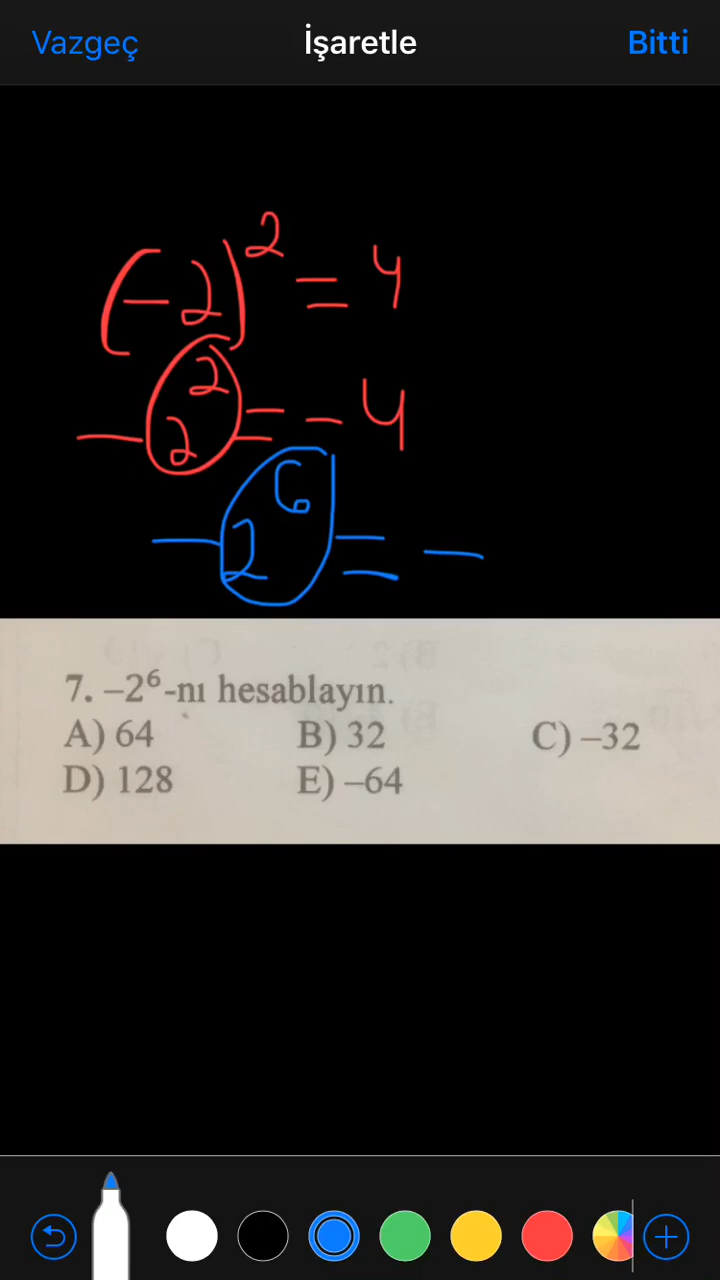 Vazgeç İşaretle Bitti
(-2)² = 4
-2² = -4
-2⁶ = -
7. –2⁶-nı hesablayın.
A) 64 B) 32 C) –32
D) 128 E) –64